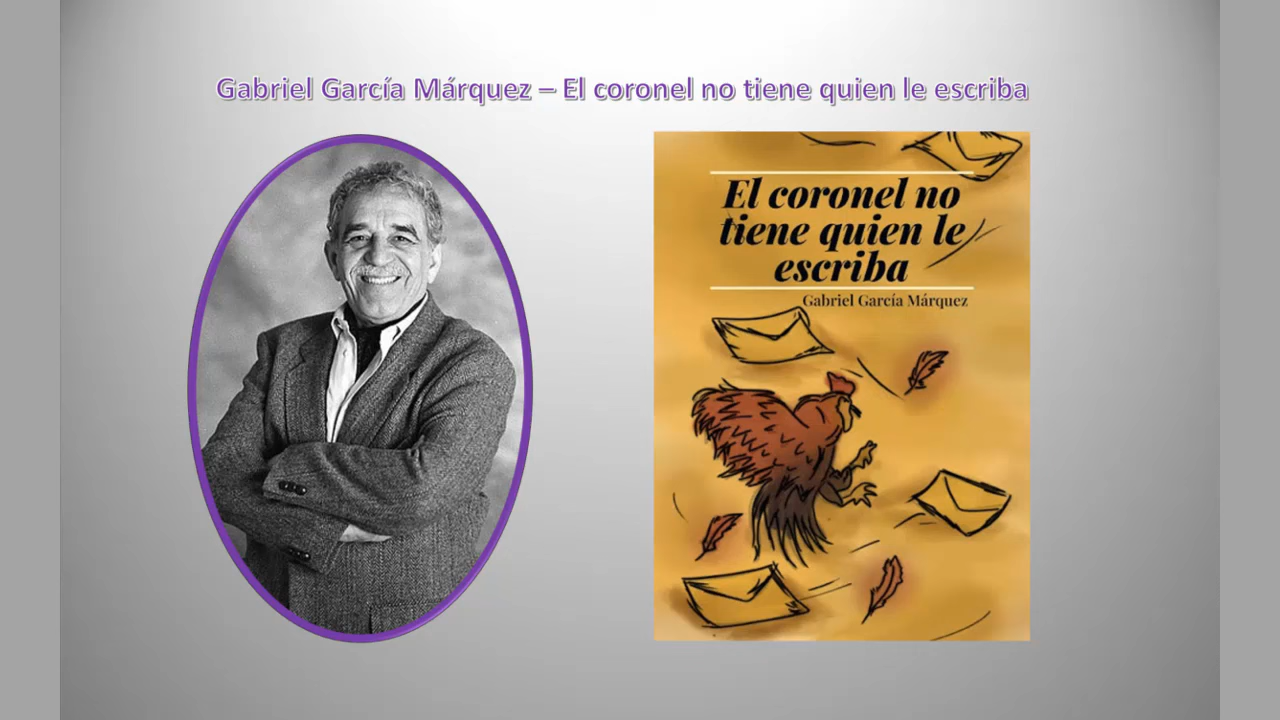 Gabriel García Márquez – El coronel no tiene quien le escriba
El coronel no
tiene quien le
escriba
Gabriel García Márquez